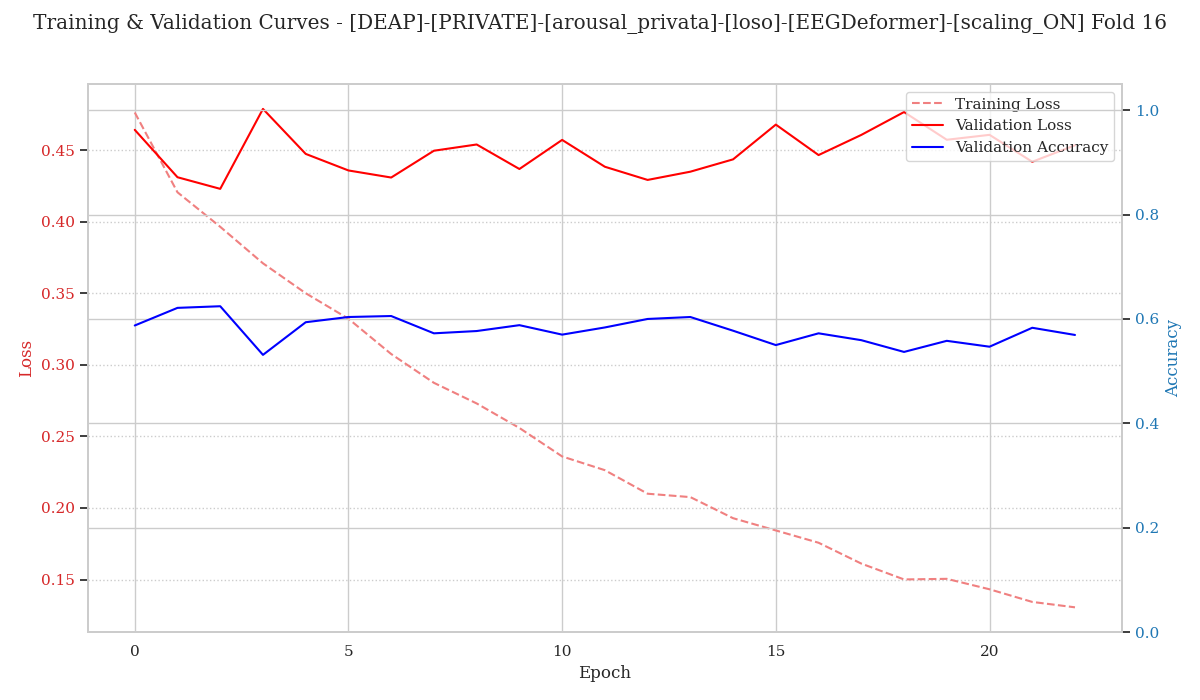 Training & Validation Curves - [DEAP]-[PRIVATE]-[arousal_privata]-[loso]-[EEGDeformer]-[scaling_ON] Fold 16
Training Loss
Validation Loss
Validation Accuracy
0.45
0.40
0.35
0.30
0.25
0.20
0.15
Loss
1.0
0.8
0.6
0.4
0.2
0.0
Accuracy
0 5 10 15 20
Epoch